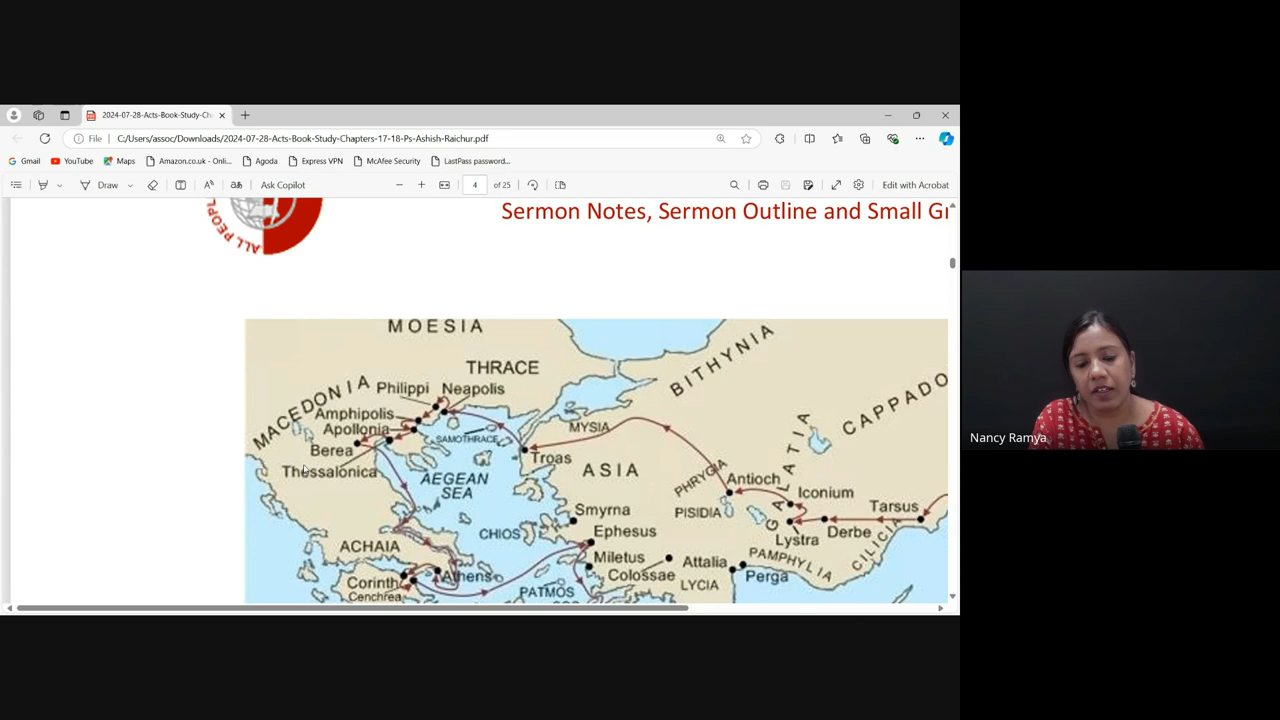 2024-07-28-Acts-Book-Study-Ch
File
C:/Users/assoc/Downloads/2024-07-28-Acts-Book-Study-Chapters-17-18-Ps-Ashish-Raichur.pdf
Gmail
YouTube
Maps
Amazon.co.uk - Onli...
Agoda
Express VPN
McAfee Security
LastPass password...
Draw
Ask Copilot
4
of 25
Edit with Acrobat
ALL PEOPL
Sermon Notes, Sermon Outline and Small Gr
MOESIA
THRACE
BITHYNIA
CAPPADO
MACEDONIA
Philippi
Neapolis
Amphipolis
Apollonia
SAMOTHRACE
MYSIA
Berea
Troas
Thessalonica
AEGEAN
SEA
ASIA
PHRYGIA
GALATIA
Antioch
Iconium
Tarsus
Smyrna
PISIDIA
CHIOS
Ephesus
Lystra
Derbe
CILICIA
ACHAIA
Miletus
Attalia
PAMPHYLIA
Corinth
Athens
Colossae
Perga
Cenchrea
PATMOS
LYCIA
Nancy Ramya